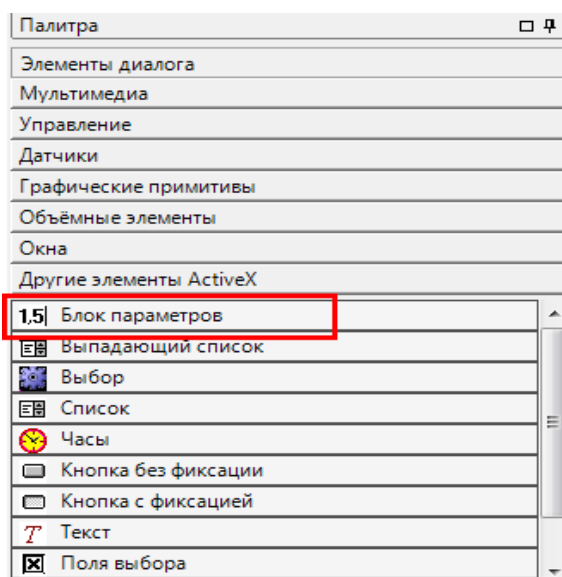 Палитра
Элементы диалога
Мультимедиа
Управление
Датчики
Графические примитивы
Объёмные элементы
Окна
Другие элементы ActiveX
1,5 Блок параметров
Выпадающий список
Выбор
Список
Часы
Кнопка без фиксации
Кнопка с фиксацией
T Текст
Поля выбора